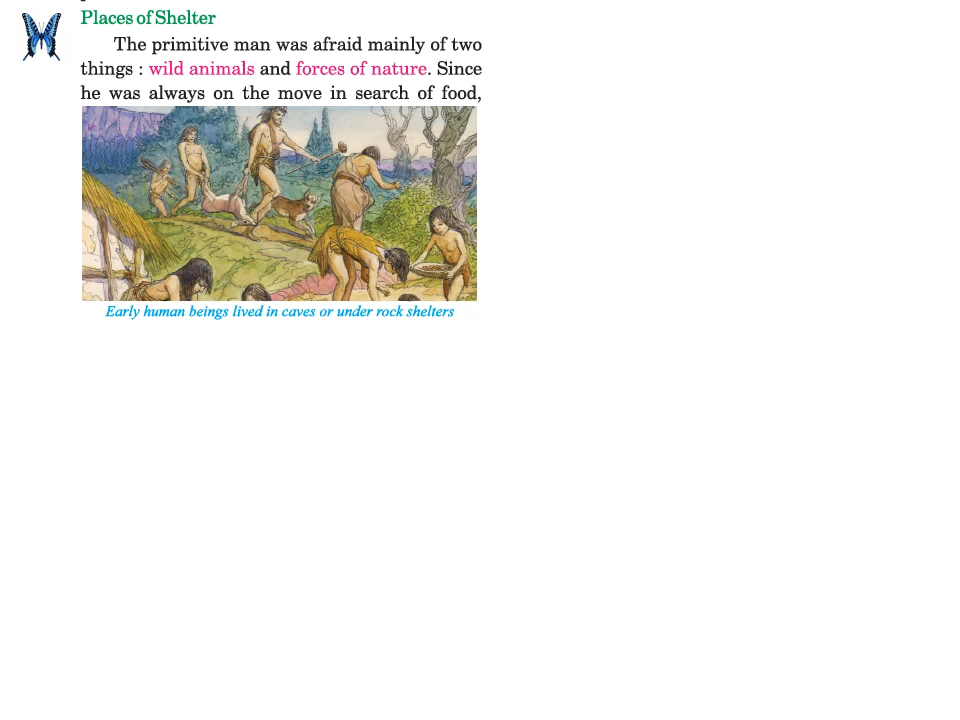 Places of Shelter
The primitive man was afraid mainly of two
things : wild animals and forces of nature. Since
he was always on the move in search of food,
Early human beings lived in caves or under rock shelters